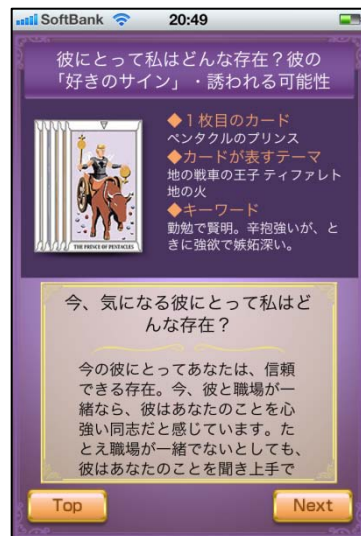 SoftBank 20:49
彼にとって私はどんな存在？彼の
「好きのサイン」・誘われる可能性
◆１枚目のカード
ペンタクルのプリンス
◆カードが表すテーマ
地の戦車の王子 ティファレト
地の火
◆キーワード
勤勉で賢明。辛抱強いが、と
きに強欲で嫉妬深い。
THE PRINCE OF PENTACLES
今、気になる彼にとって私はど
んな存在？
今の彼にとってあなたは、信頼
できる存在。今、彼と職場が一
緒なら、彼はあなたのことを心
強い同志だと感じています。た
とえ職場が一緒でないとしても、
彼はあなたのことを聞き上手で
Top Next